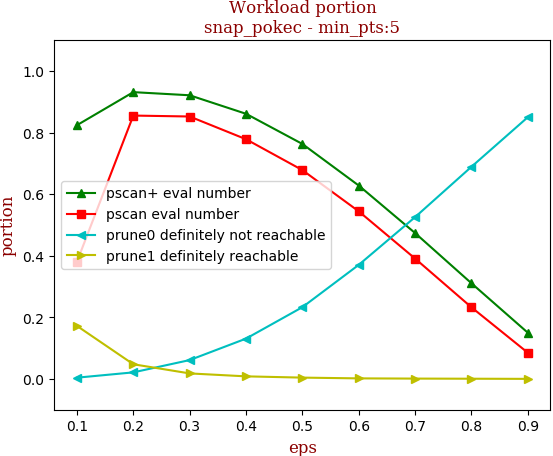 Workload portion
snap_pokec - min_pts:5
portion
1.0
0.8
0.6
0.4
0.2
0.0
pscan+ eval number
pscan eval number
prune0 definitely not reachable
prune1 definitely reachable
0.1 0.2 0.3 0.4 0.5 0.6 0.7 0.8 0.9
eps